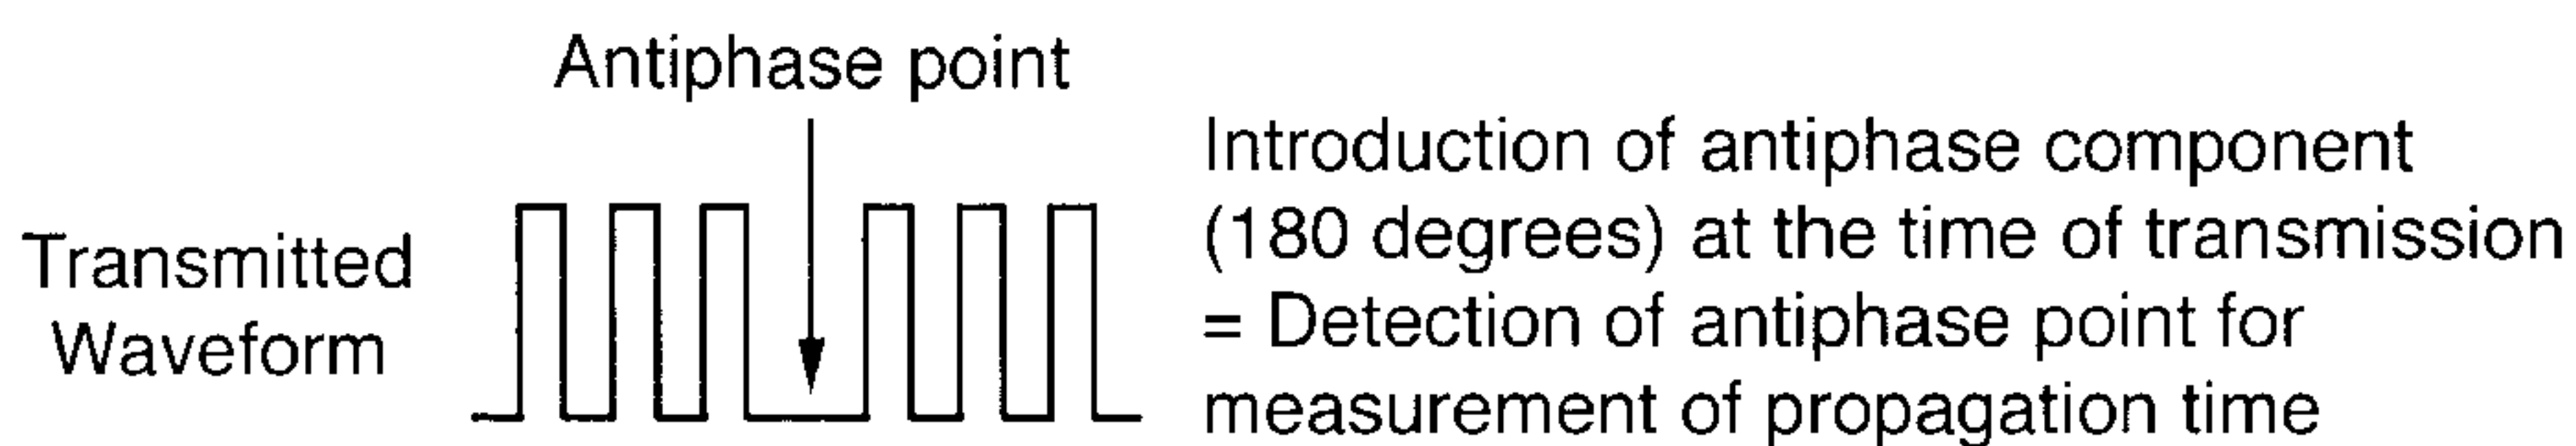 Antiphase point
Transmitted
Waveform
Introduction of antiphase component
(180 degrees) at the time of transmission
= Detection of antiphase point for
measurement of propagation time